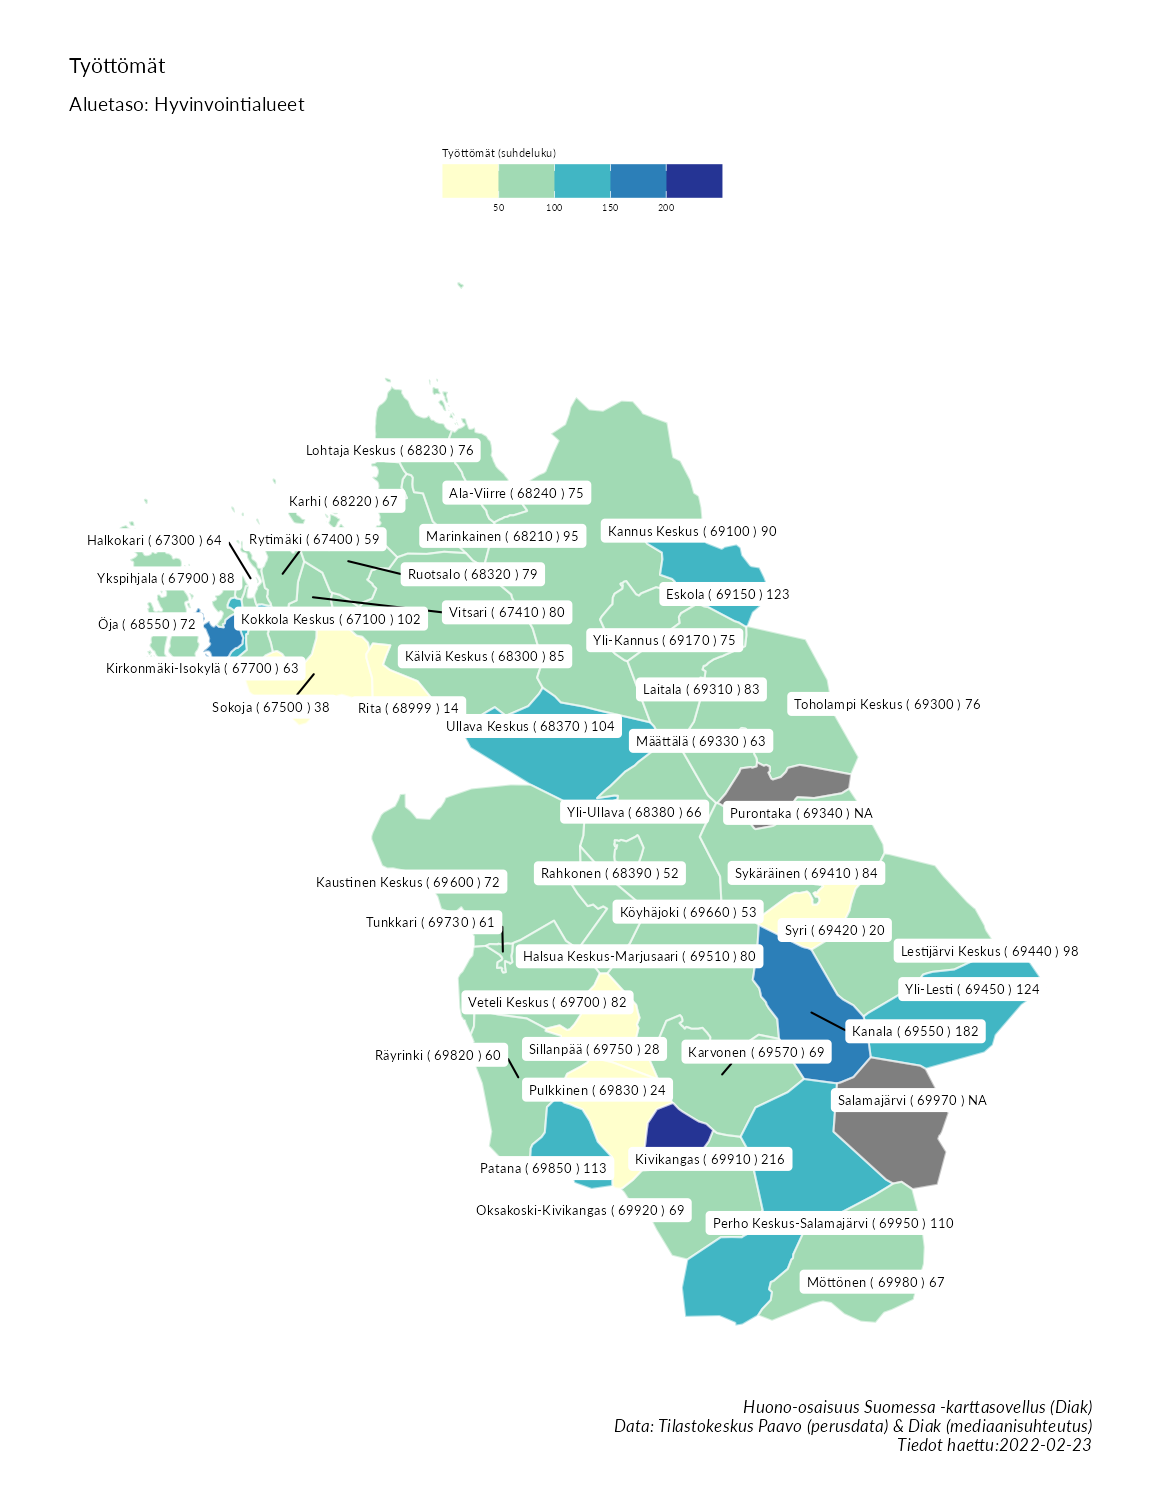 Työttömät
Aluetaso: Hyvinvointialueet
Työttömät (suhdeluku)
50 100 150 200
Lohtaja Keskus ( 68230 ) 76
Ala-Viirre ( 68240 ) 75
Karhi ( 68220 ) 67
Kannus Keskus ( 69100 ) 90
Marinkainen ( 68210 ) 95
Halkokari ( 67300 ) 64
Rytimäki ( 67400 ) 59
Ruotsalo ( 68320 ) 79
Ykspihjala ( 67900 ) 88
Eskola ( 69150 ) 123
Vitsari ( 67410 ) 80
Kokkola Keskus ( 67100 ) 102
Öja ( 68550 ) 72
Yli-Kannus ( 69170 ) 75
Kälviä Keskus ( 68300 ) 85
Kirkonmäki-Isokylä ( 67700 ) 63
Laitala ( 69310 ) 83
Toholampi Keskus ( 69300 ) 76
Sokoja ( 67500 ) 38
Rita ( 68999 ) 14
Ullava Keskus ( 68370 ) 104
Määttälä ( 69330 ) 63
Yli-Ullava ( 68380 ) 66
Purontaka ( 69340 ) NA
Rahkonen ( 68390 ) 52
Sykäräinen ( 69410 ) 84
Kaustinen Keskus ( 69600 ) 72
Köyhäjoki ( 69660 ) 53
Tunkkari ( 69730 ) 61
Syri ( 69420 ) 20
Lestijärvi Keskus ( 69440 ) 98
Halsua Keskus-Marjusaari ( 69510 ) 80
Yli-Lesti ( 69450 ) 124
Veteli Keskus ( 69700 ) 82
Kanala ( 69550 ) 182
Sillanpää ( 69750 ) 28
Karvonen ( 69570 ) 69
Räyrinki ( 69820 ) 60
Pulkkinen ( 69830 ) 24
Salamajärvi ( 69970 ) NA
Kivikangas ( 69910 ) 216
Patana ( 69850 ) 113
Oksakoski-Kivikangas ( 69920 ) 69
Perho Keskus-Salamajärvi ( 69950 ) 110
Möttönen ( 69980 ) 67
Huono-osaisuus Suomessa -karttasovellus (Diak)
Data: Tilastokeskus Paavo (perusdata) & Diak (mediaanisuhteutus)
Tiedot haettu:2022-02-23